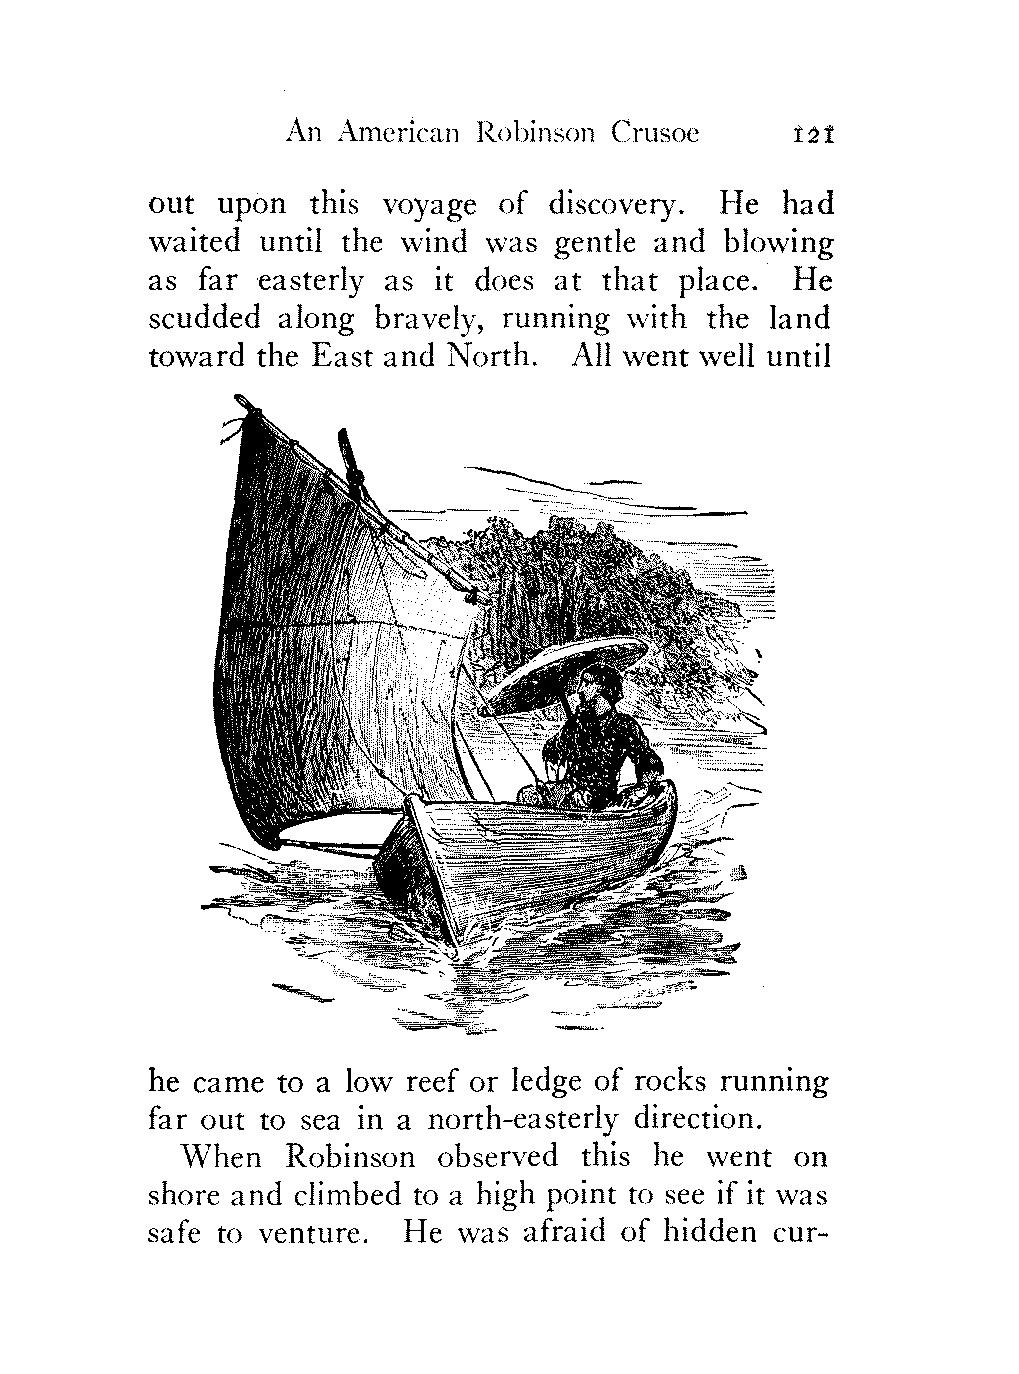 An American Robinson Crusoe 121
out upon this voyage of discovery. He had
waited until the wind was gentle and blowing
as far easterly as it does at that place. He
scudded along bravely, running with the land
toward the East and North. All went well until
he came to a low reef or ledge of rocks running
far out to sea in a north-easterly direction.
When Robinson observed this he went on
shore and climbed to a high point to see if it was
safe to venture. He was afraid of hidden cur-